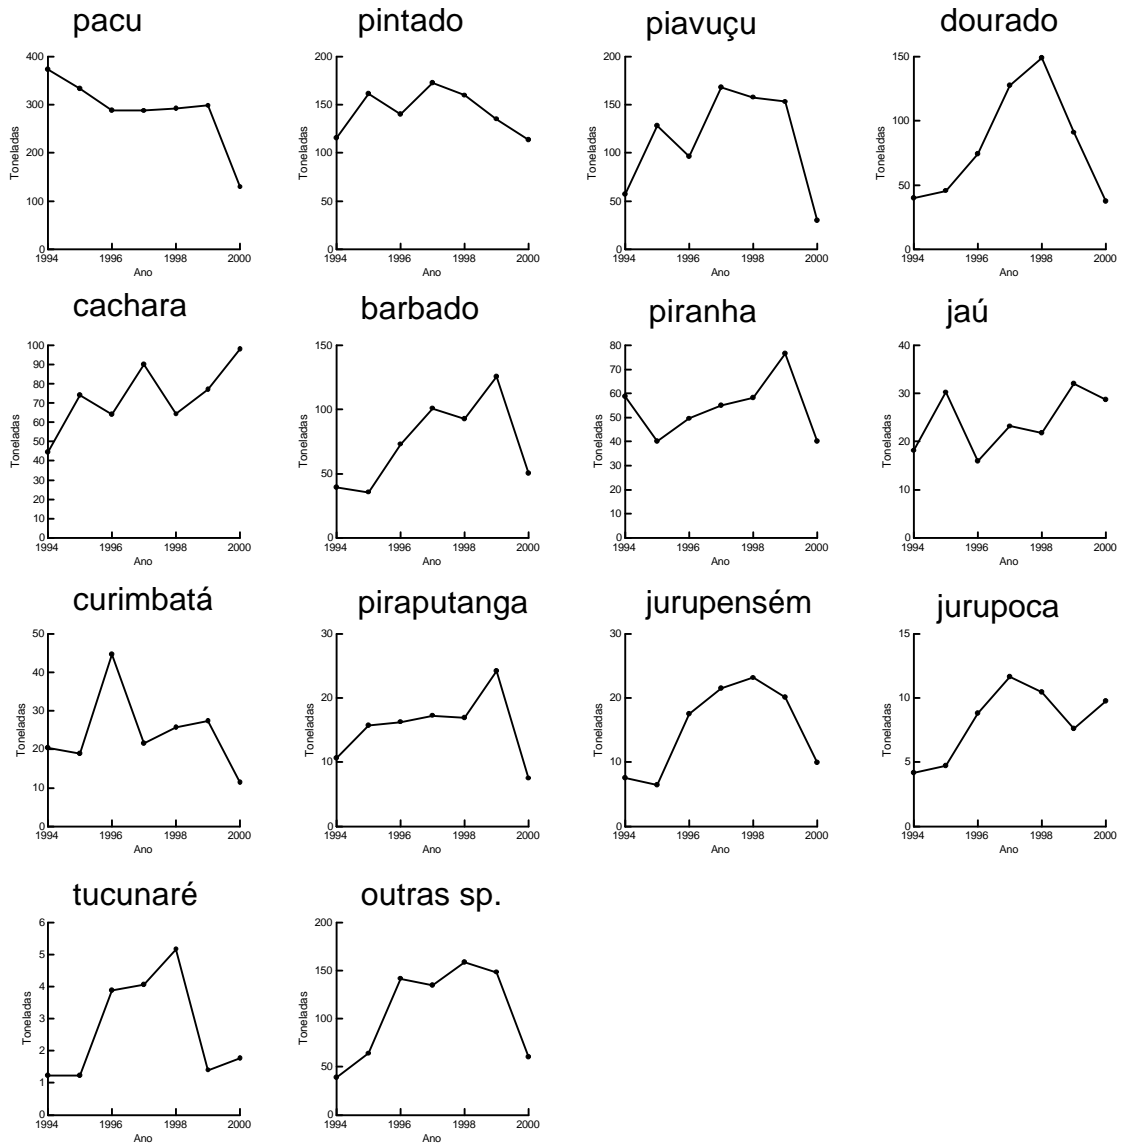 pacu
400
300
200
100
0
Toneladas
1994 1996 1998 2000
Ano
pintado
200
150
100
50
0
Toneladas
1994 1996 1998 2000
Ano
piavuçu
200
150
100
50
0
Toneladas
1994 1996 1998 2000
Ano
dourado
150
100
50
0
Toneladas
1994 1996 1998 2000
Ano
cachara
100
90
80
70
60
50
40
30
20
10
0
Toneladas
1994 1996 1998 2000
Ano
barbado
150
100
50
0
Toneladas
1994 1996 1998 2000
Ano
piranha
80
70
60
50
40
30
20
10
0
Toneladas
1994 1996 1998 2000
Ano
jaú
40
30
20
10
0
Toneladas
1994 1996 1998 2000
Ano
curimbatá
50
40
30
20
10
0
Toneladas
1994 1996 1998 2000
Ano
piraputanga
30
20
10
0
Toneladas
1994 1996 1998 2000
Ano
jurupensém
30
20
10
0
Toneladas
1994 1996 1998 2000
Ano
jurupoca
15
10
5
0
Toneladas
1994 1996 1998 2000
Ano
tucunaré
6
5
4
3
2
1
0
Toneladas
1994 1996 1998 2000
Ano
outras sp.
200
150
100
50
0
Toneladas
1994 1996 1998 2000
Ano